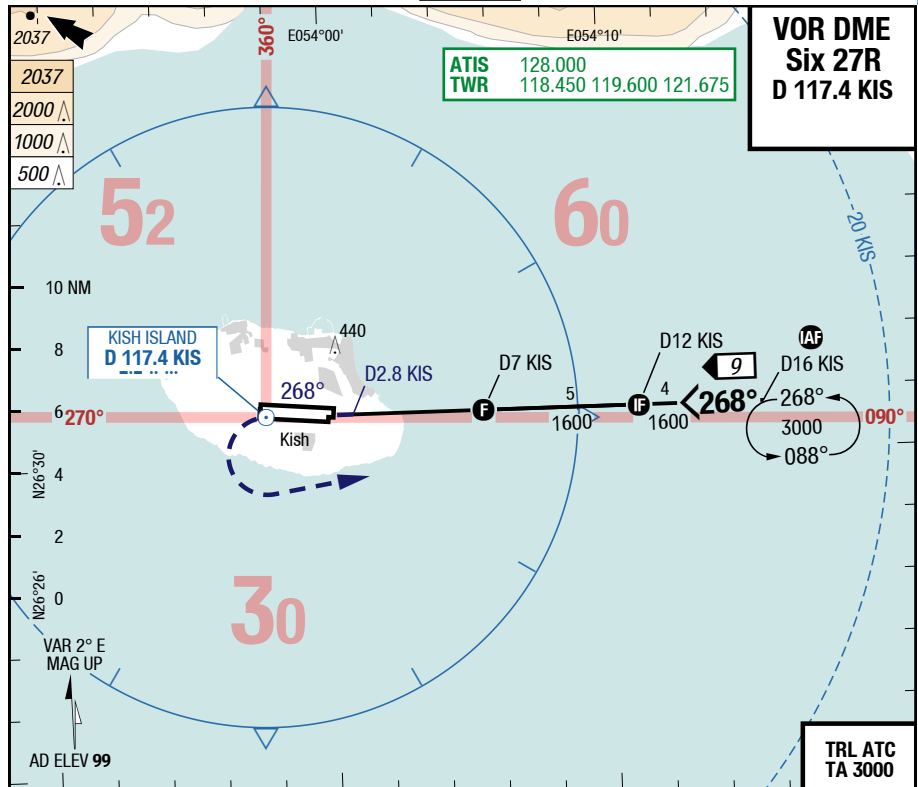 2037
2037
2000
1000
500
360°
E054°00'
E054°10'
ATIS 128.000
TWR 118.450 119.600 121.675
VOR DME
Six 27R
D 117.4 KIS
52
60
20 KIS
10 NM
8
6
4
2
0
KISH ISLAND
D 117.4 KIS
440
268°
D2.8 KIS
D7 KIS
D12 KIS
9
IAF
D16 KIS
F
5
IF
4
268°
268°
3000
088°
270°
090°
1600
1600
Kish
N26°30'
N26°26'
30
VAR 2° E
MAG UP
AD ELEV 99
TRL ATC
TA 3000